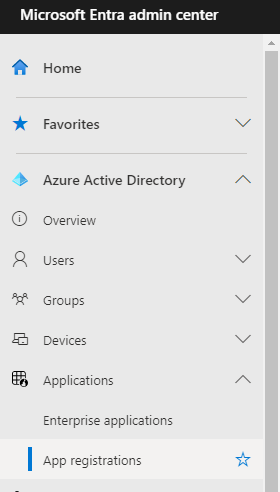 Microsoft Entra admin center
Home
Favorites
Azure Active Directory
Overview
Users
Groups
Devices
Applications
Enterprise applications
App registrations